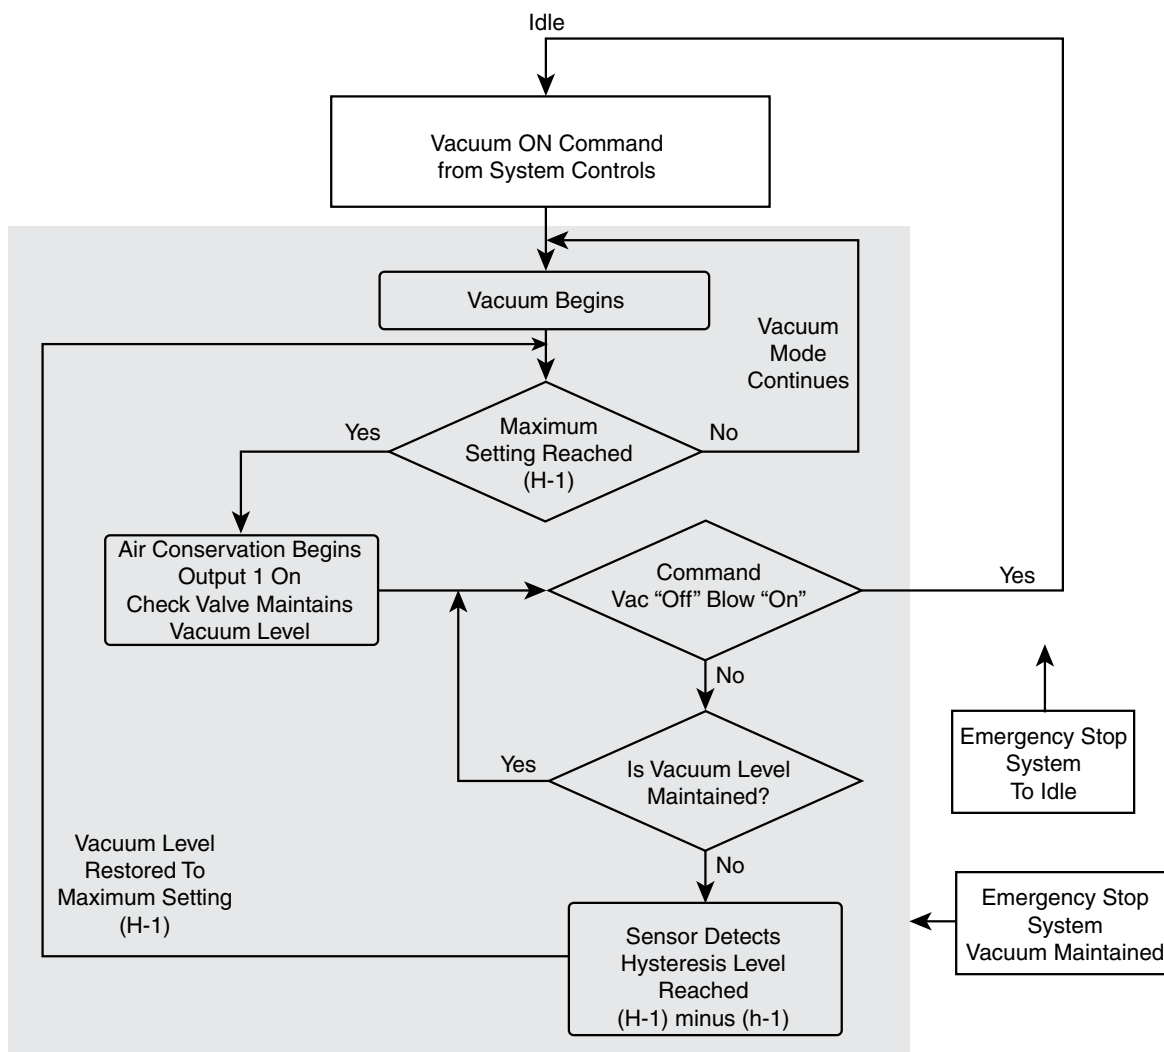 Idle
Vacuum ON Command
from System Controls
Vacuum Begins
Vacuum
Mode
Continues
Yes
Maximum
Setting Reached
(H-1)
No
Air Conservation Begins
Output 1 On
Check Valve Maintains
Vacuum Level
Command
Vac “Off” Blow “On”
Yes
No
Emergency Stop
System
To Idle
Yes
Is Vacuum Level
Maintained?
No
Vacuum Level
Restored To
Maximum Setting
(H-1)
Sensor Detects
Hysteresis Level
Reached
(H-1) minus (h-1)
Emergency Stop
System
Vacuum Maintained